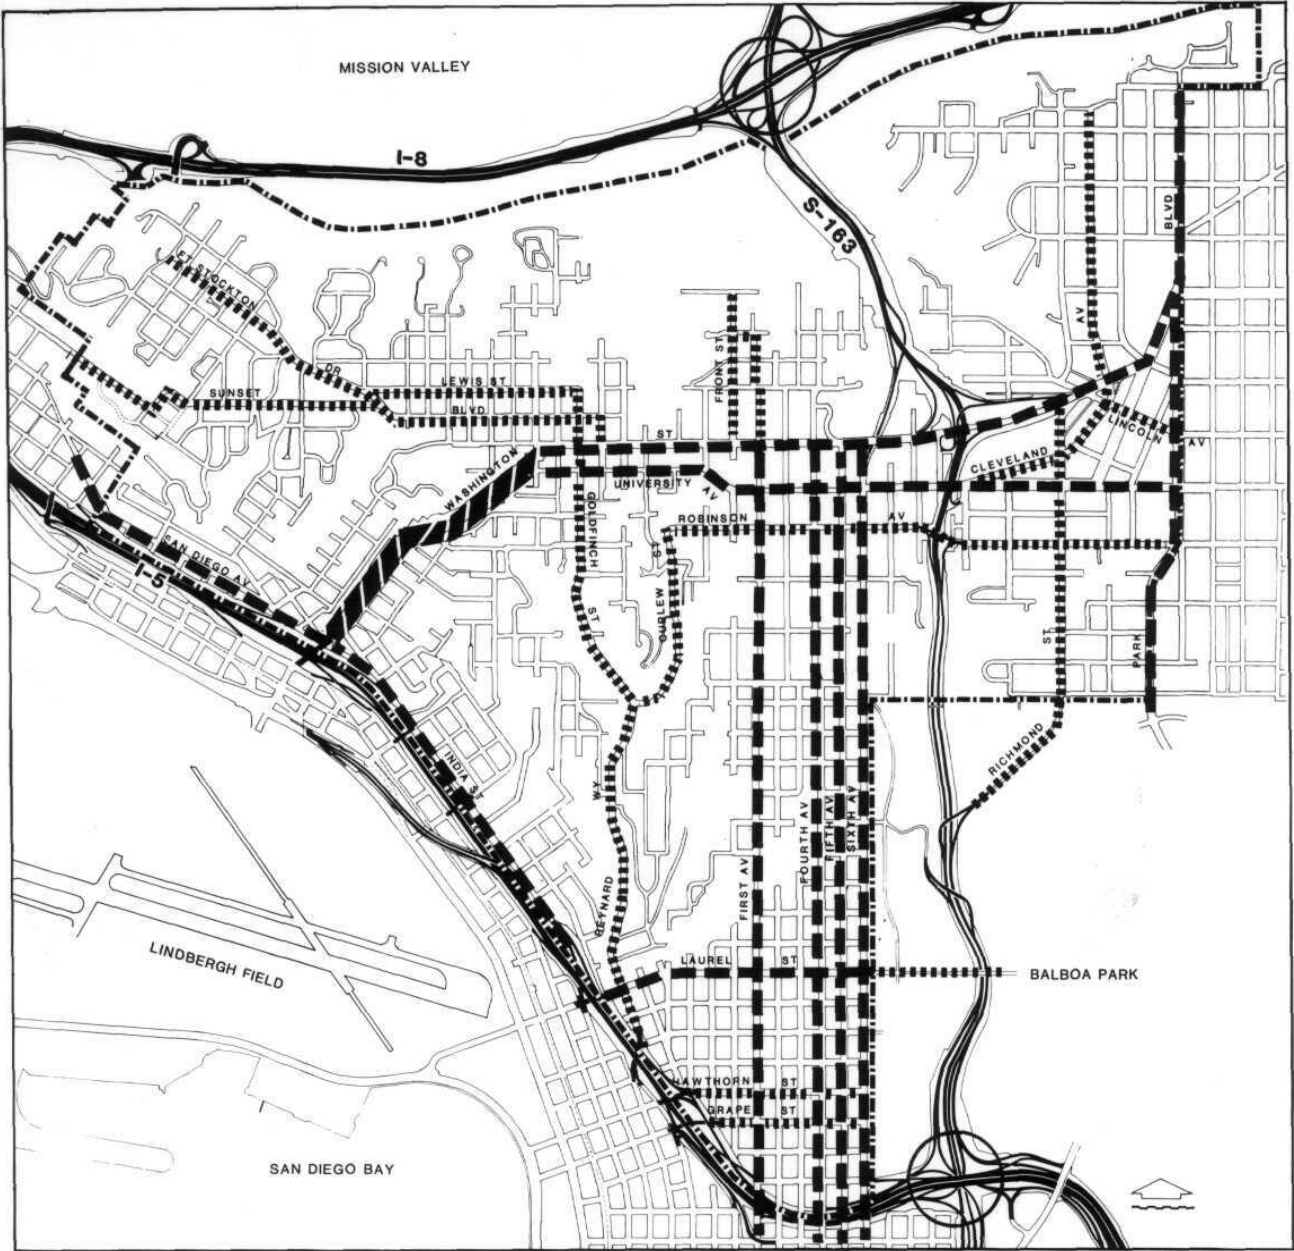 MISSION VALLEY
I-8
S-163
BLVD
FT STOCKTON
AV
FRONT ST
DR
LEWIS ST
SUNSET
BLVD
LINCOLN
ST
AV
WASHINGTON
CLEVELAND
UNIVERSITY
AV
GOLDFINCH
ROBINSON
AV
SAN DIEGO AV
I-5
ST
CURLEW
ST
ST
PARK
RICHMOND
INDIA ST
WY
FOURTH AV
FIFTH AV
SIXTH AV
FIRST AV
REYNARD
LAUREL
ST
LINDBERGH FIELD
BALBOA PARK
HAWTHORN
ST
GRAPE
ST
SAN DIEGO BAY